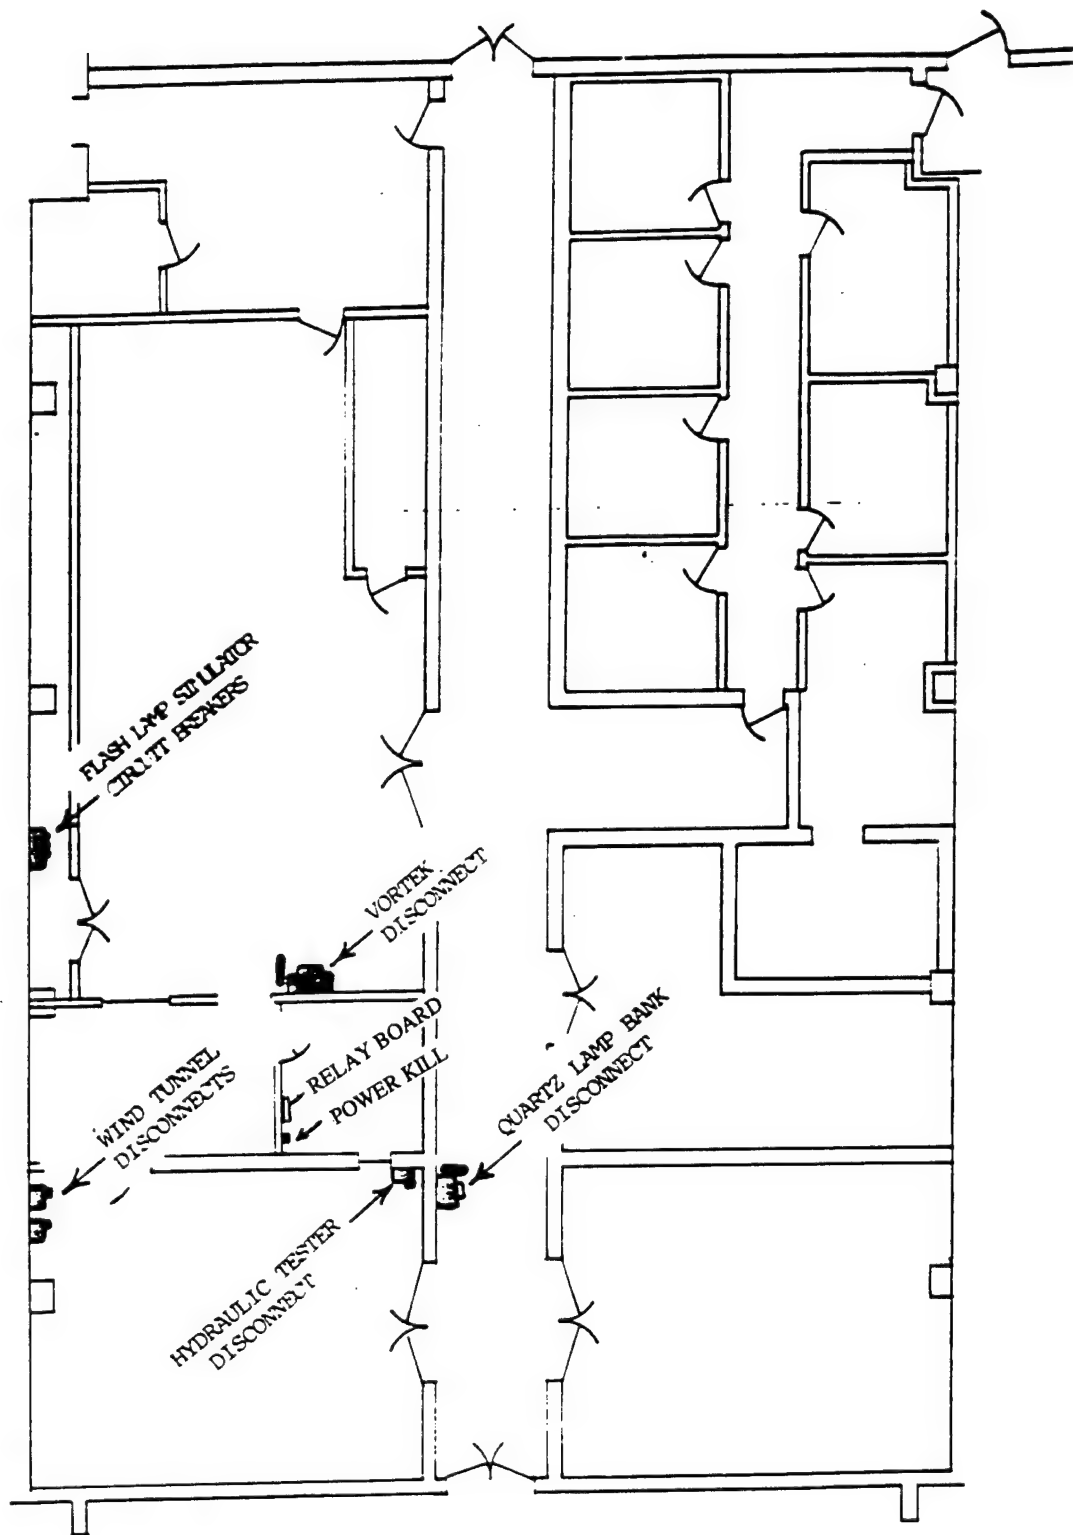 FLASH LAMP SIMULATOR
CIRCUIT BREAKERS
VORTEK
DISCONNECT
RELAY BOARD
POWER KILL
QUARTZ LAMP BANK
DISCONNECT
WIND TUNNEL
DISCONNECTS
HYDRAULIC TESTER
DISCONNECT